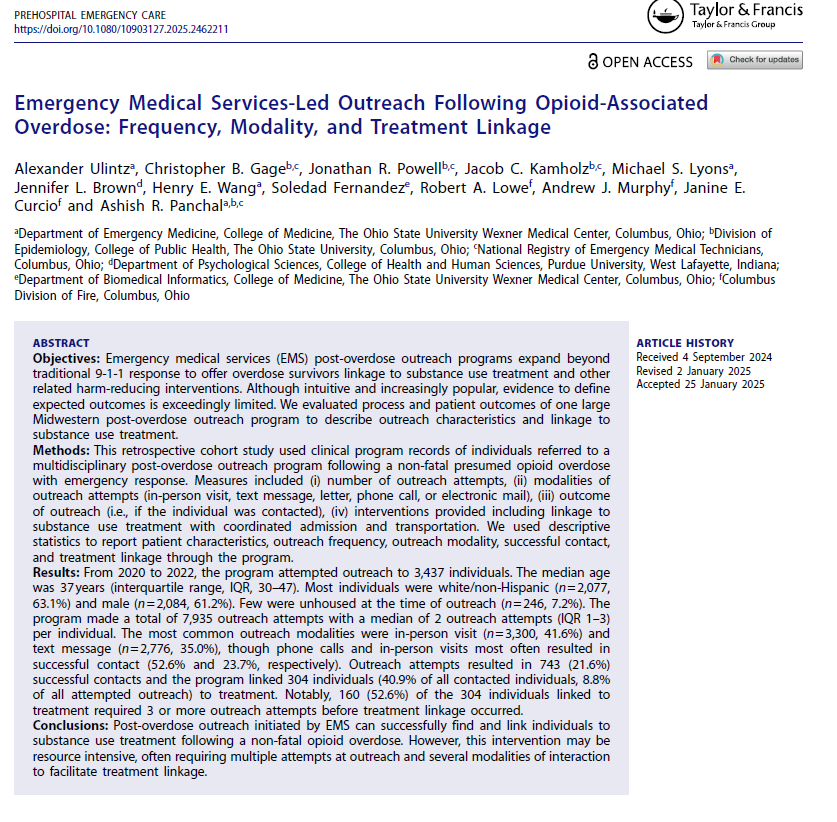 PREHOSPITAL EMERGENCY CARE
https://doi.org/10.1080/10903127.2025.2462211
Taylor & Francis
Taylor & Francis Group
OPEN ACCESS
Check for updates
Emergency Medical Services-Led Outreach Following Opioid-Associated
Overdose: Frequency, Modality, and Treatment Linkage
Alexander Ulintzᵃ, Christopher B. Gageᵇ,ᶜ, Jonathan R. Powellᵇ,ᶜ, Jacob C. Kamholzᵇ,ᶜ, Michael S. Lyonsᵃ,
Jennifer L. Brownᵈ, Henry E. Wangᵃ, Soledad Fernandezᵉ, Robert A. Loweᶠ, Andrew J. Murphyᶠ, Janine E.
Curcioᶠ and Ashish R. Panchalᵃ,ᵇ,ᶜ
ᵃDepartment of Emergency Medicine, College of Medicine, The Ohio State University Wexner Medical Center, Columbus, Ohio; ᵇDivision of
Epidemiology, College of Public Health, The Ohio State University, Columbus, Ohio; ᶜNational Registry of Emergency Medical Technicians,
Columbus, Ohio; ᵈDepartment of Psychological Sciences, College of Health and Human Sciences, Purdue University, West Lafayette, Indiana;
ᵉDepartment of Biomedical Informatics, College of Medicine, The Ohio State University Wexner Medical Center, Columbus, Ohio; ᶠColumbus
Division of Fire, Columbus, Ohio
ABSTRACT
Objectives: Emergency medical services (EMS) post-overdose outreach programs expand beyond
traditional 9-1-1 response to offer overdose survivors linkage to substance use treatment and other
related harm-reducing interventions. Although intuitive and increasingly popular, evidence to define
expected outcomes is exceedingly limited. We evaluated process and patient outcomes of one large
Midwestern post-overdose outreach program to describe outreach characteristics and linkage to
substance use treatment.
Methods: This retrospective cohort study used clinical program records of individuals referred to a
multidisciplinary post-overdose outreach program following a non-fatal presumed opioid overdose
with emergency response. Measures included (i) number of outreach attempts, (ii) modalities of
outreach attempts (in-person visit, text message, letter, phone call, or electronic mail), (iii) outcome
of outreach (i.e., if the individual was contacted), (iv) interventions provided including linkage to
substance use treatment with coordinated admission and transportation. We used descriptive
statistics to report patient characteristics, outreach frequency, outreach modality, successful contact,
and treatment linkage through the program.
Results: From 2020 to 2022, the program attempted outreach to 3,437 individuals. The median age
was 37 years (interquartile range, IQR, 30–47). Most individuals were white/non-Hispanic (n=2,077,
63.1%) and male (n=2,084, 61.2%). Few were unhoused at the time of outreach (n=246, 7.2%). The
program made a total of 7,935 outreach attempts with a median of 2 outreach attempts (IQR 1–3)
per individual. The most common outreach modalities were in-person visit (n=3,300, 41.6%) and
text message (n=2,776, 35.0%), though phone calls and in-person visits most often resulted in
successful contact (52.6% and 23.7%, respectively). Outreach attempts resulted in 743 (21.6%)
successful contacts and the program linked 304 individuals (40.9% of all contacted individuals, 8.8%
of all attempted outreach) to treatment. Notably, 160 (52.6%) of the 304 individuals linked to
treatment required 3 or more outreach attempts before treatment linkage occurred.
Conclusions: Post-overdose outreach initiated by EMS can successfully find and link individuals to
substance use treatment following a non-fatal opioid overdose. However, this intervention may be
resource intensive, often requiring multiple attempts at outreach and several modalities of interaction
to facilitate treatment linkage.
ARTICLE HISTORY
Received 4 September 2024
Revised 2 January 2025
Accepted 25 January 2025